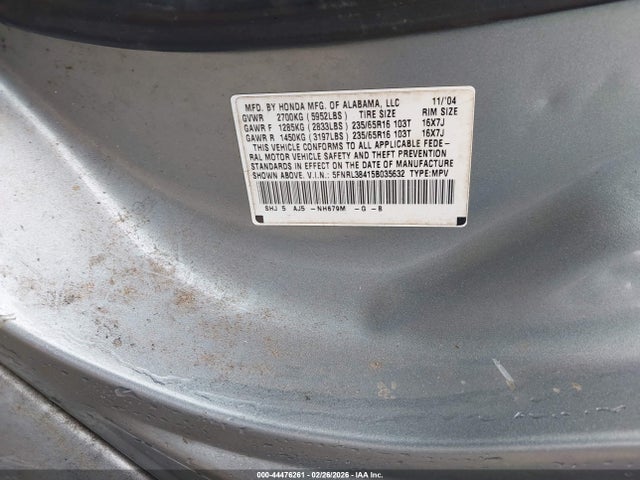 MFD. BY HONDA MFG. OF ALABAMA, LLC 11/'04
GVWR 2700KG (5952LBS) TIRE SIZE RIM SIZE
GAWR F 1285KG (2833LBS) 235/65R16 103T 16X7J
GAWR R 1450KG (3197LBS) 235/65R16 103T 16X7J
THIS VEHICLE CONFORMS TO ALL APPLICABLE FEDE-
RAL MOTOR VEHICLE SAFETY AND THEFT PREVENTION
STANDARDS IN EFFECT ON THE DATE OF MANUFACTURE
SHOWN ABOVE. V.I.N.: 5FNRL38415B035632 TYPE:MPV
SHJ 5 AJ5 -NH679M -G -B
000-44476261 - 02/26/2026 - IAA Inc.